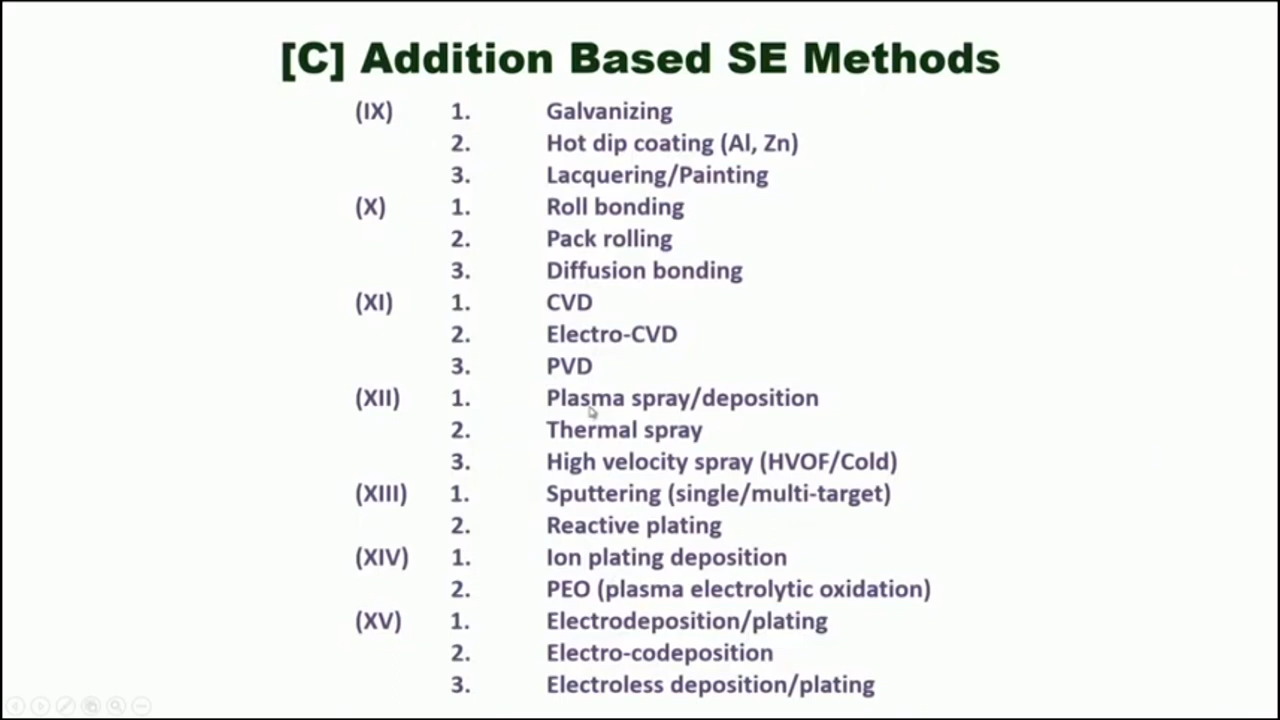 [C] Addition Based SE Methods
(IX) 1. Galvanizing
2. Hot dip coating (Al, Zn)
3. Lacquering/Painting
(X) 1. Roll bonding
2. Pack rolling
3. Diffusion bonding
(XI) 1. CVD
2. Electro-CVD
3. PVD
(XII) 1. Plasma spray/deposition
2. Thermal spray
3. High velocity spray (HVOF/Cold)
(XIII) 1. Sputtering (single/multi-target)
2. Reactive plating
(XIV) 1. Ion plating deposition
2. PEO (plasma electrolytic oxidation)
(XV) 1. Electrodeposition/plating
2. Electro-codeposition
3. Electroless deposition/plating